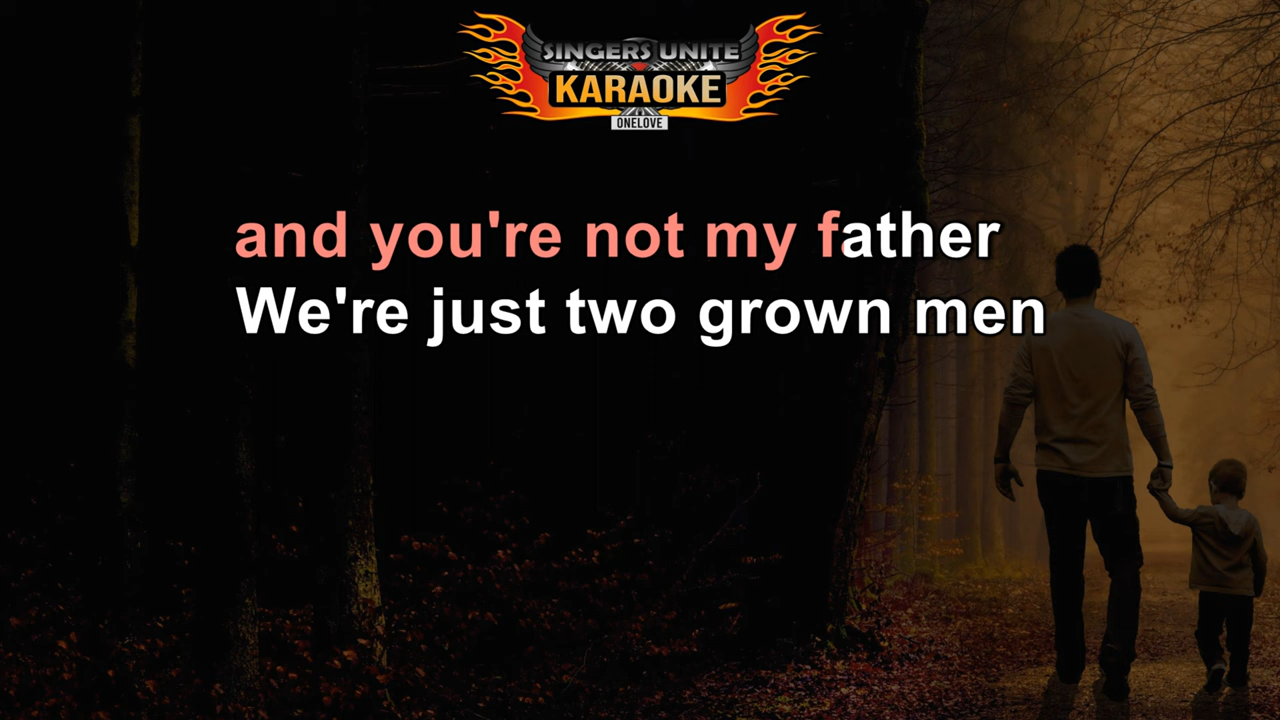 SINGERS UNITE
KARAOKE
ONELOVE
and you're not my father
We're just two grown men